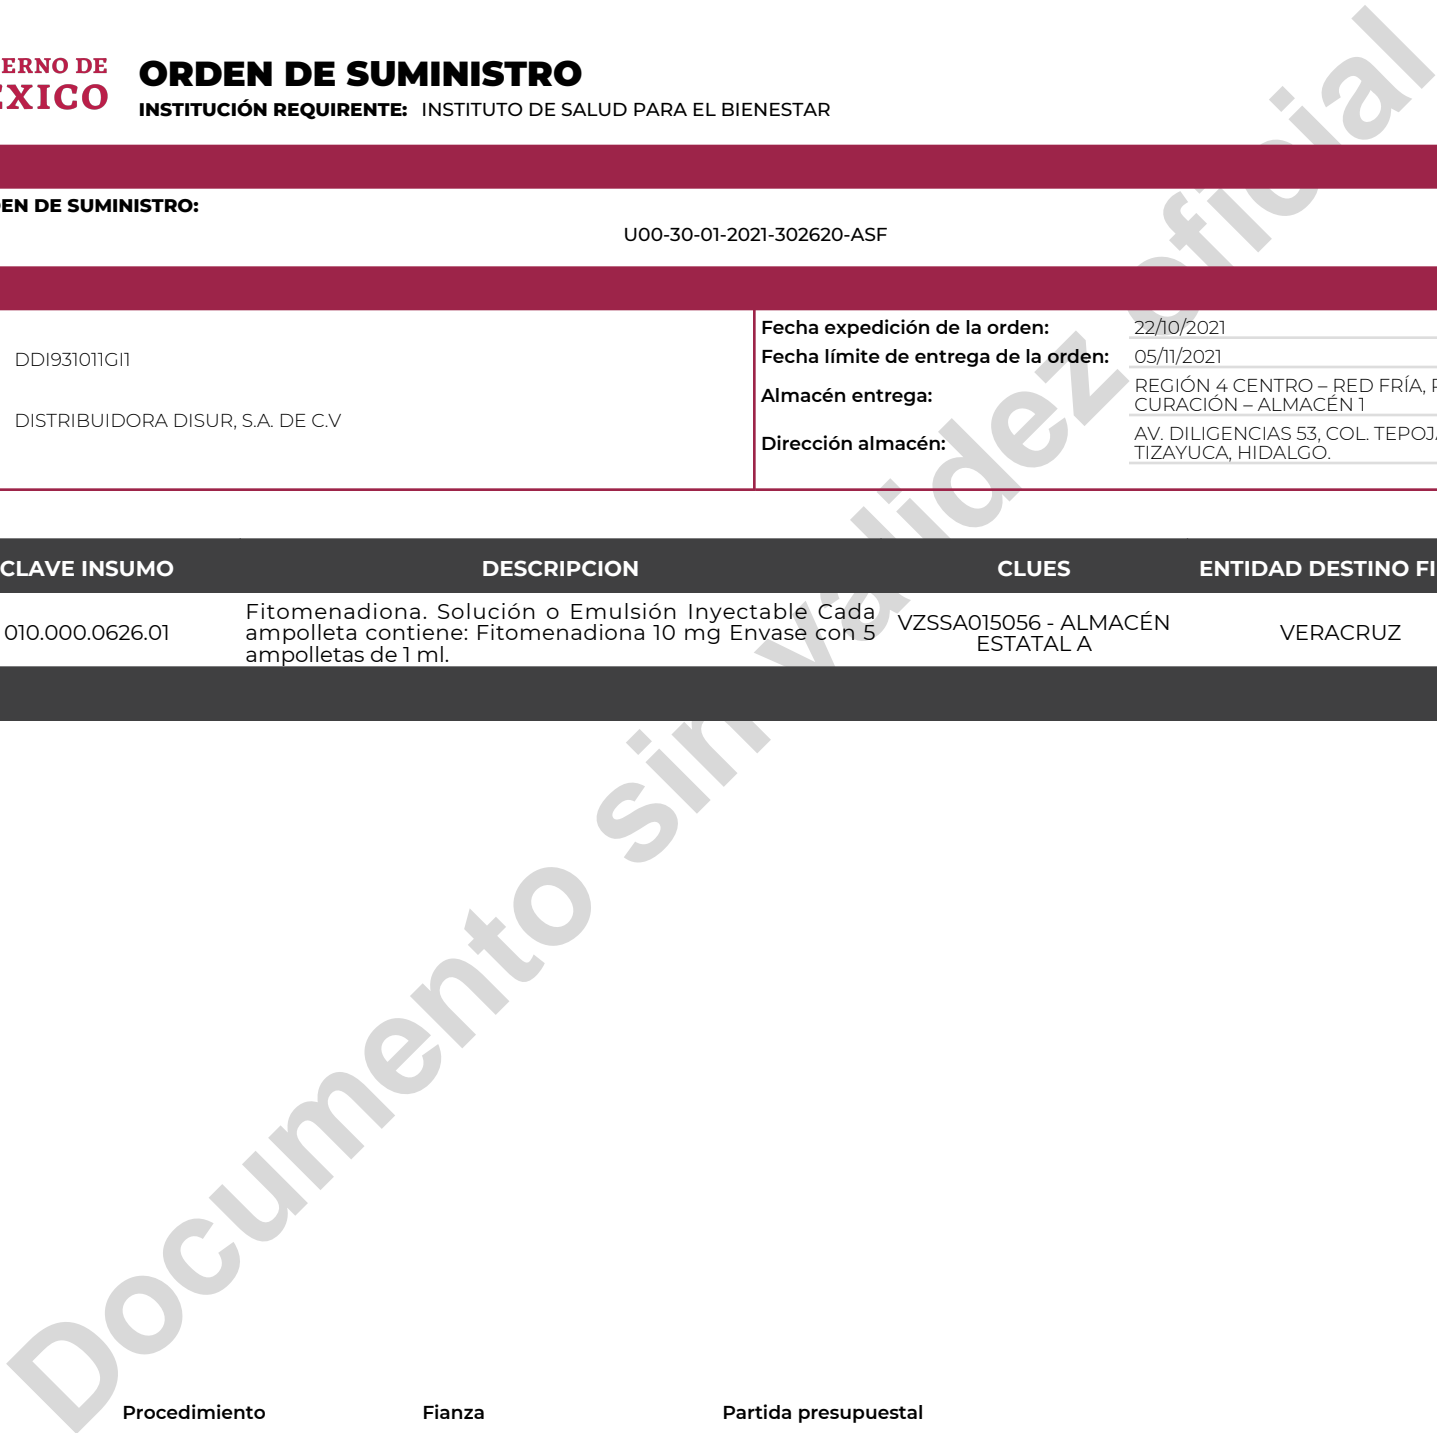 ERNO DE
EXICO
ORDEN DE SUMINISTRO
INSTITUCIÓN REQUIRENTE: INSTITUTO DE SALUD PARA EL BIENESTAR
EN DE SUMINISTRO:
U00-30-01-2021-302620-ASF
DDI931011GI1
DISTRIBUIDORA DISUR, S.A. DE C.V
Fecha expedición de la orden: 22/10/2021
Fecha límite de entrega de la orden: 05/11/2021
Almacén entrega: REGIÓN 4 CENTRO – RED FRÍA,
CURACIÓN – ALMACÉN 1
Dirección almacén: AV. DILIGENCIAS 53, COL. TEPOJA
TIZAYUCA, HIDALGO.
CLAVE INSUMO DESCRIPCION CLUES ENTIDAD DESTINO FI
010.000.0626.01
Fitomenadiona. Solución o Emulsión Inyectable Cada
ampolleta contiene: Fitomenadiona 10 mg Envase con 5
ampolletas de 1 ml.
VZSSA015056 - ALMACÉN
ESTATAL A
VERACRUZ
Documento sin validez oficial
Procedimiento Fianza Partida presupuestal